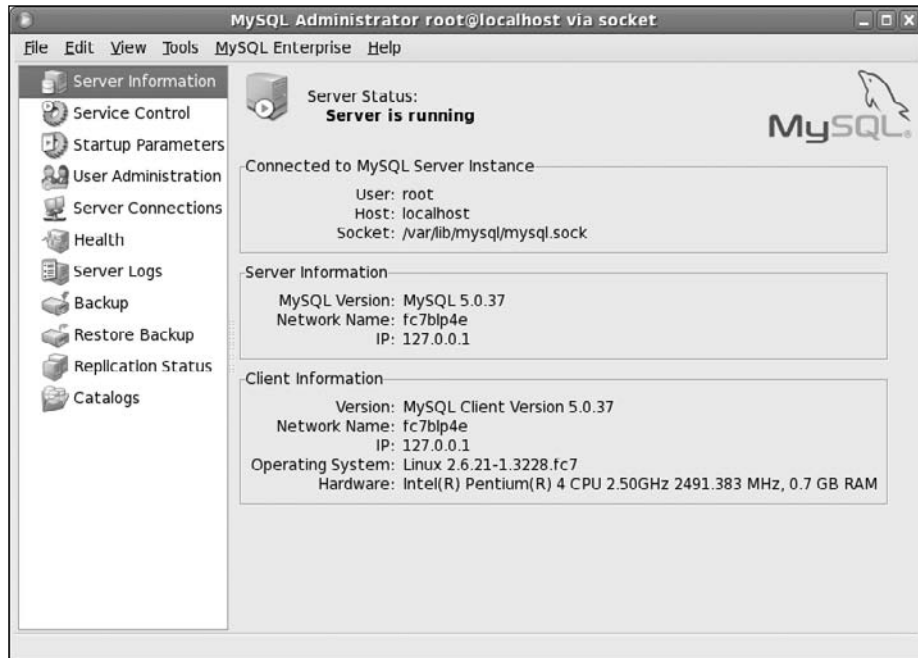 MySQL Administrator root@localhost via socket
File Edit View Tools MySQL Enterprise Help
Server Information
Service Control
Startup Parameters
User Administration
Server Connections
Health
Server Logs
Backup
Restore Backup
Replication Status
Catalogs
Server Status:
Server is running
MySQL.
Connected to MySQL Server Instance
User: root
Host: localhost
Socket: /var/lib/mysql/mysql.sock
Server Information
MySQL Version: MySQL 5.0.37
Network Name: fc7blp4e
IP: 127.0.0.1
Client Information
Version: MySQL Client Version 5.0.37
Network Name: fc7blp4e
IP: 127.0.0.1
Operating System: Linux 2.6.21-1.3228.fc7
Hardware: Intel(R) Pentium(R) 4 CPU 2.50GHz 2491.383 MHz, 0.7 GB RAM